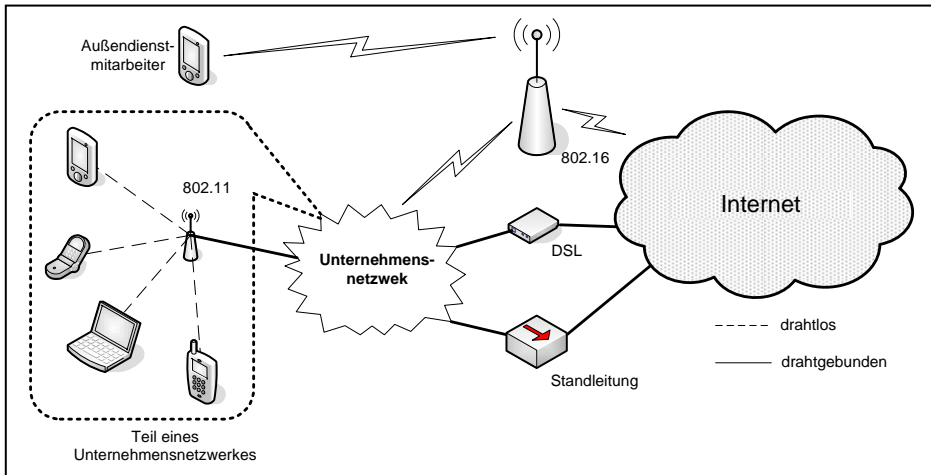 Außendienst-
mitarbeiter
802.16
802.11
Internet
Unternehmens-
netzwek
DSL
Standleitung
drahtlos
drahtgebunden
Teil eines
Unternehmensnetzwerkes